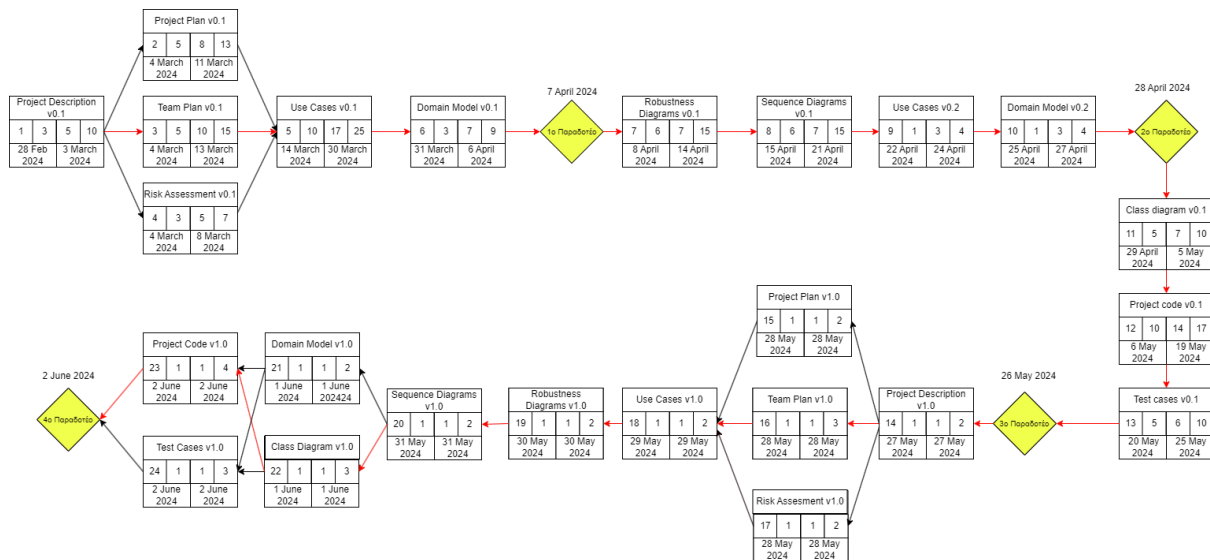 Project Plan v0.1
2 5 8 13
4 March 2024
11 March 2024
Project Description v0.1
1 3 5 10
28 Feb 2024
3 March 2024
Team Plan v0.1
3 5 10 15
4 March 2024
13 March 2024
Risk Assessment v0.1
4 3 5 7
4 March 2024
8 March 2024
Use Cases v0.1
5 10 17 25
14 March 2024
30 March 2024
Domain Model v0.1
6 3 7 9
31 March 2024
6 April 2024
7 April 2024
1ο Παραδοτέο
Robustness Diagrams v0.1
7 6 7 15
8 April 2024
14 April 2024
Sequence Diagrams v0.1
8 6 7 15
15 April 2024
21 April 2024
Use Cases v0.2
9 1 3 4
22 April 2024
24 April 2024
Domain Model v0.2
10 1 3 4
25 April 2024
27 April 2024
28 April 2024
2ο Παραδοτέο
Class diagram v0.1
11 5 7 10
29 April 2024
5 May 2024
Project code v0.1
12 10 14 17
6 May 2024
19 May 2024
Test cases v0.1
13 5 6 10
20 May 2024
25 May 2024
26 May 2024
3ο Παραδοτέο
Project Description v1.0
14 1 1 2
27 May 2024
27 May 2024
Project Plan v1.0
15 1 1 2
28 May 2024
28 May 2024
Team Plan v1.0
16 1 1 3
28 May 2024
28 May 2024
Risk Assesment v1.0
17 1 1 2
28 May 2024
28 May 2024
Use Cases v1.0
18 1 1 2
29 May 2024
29 May 2024
Robustness Diagrams v1.0
19 1 1 2
30 May 2024
30 May 2024
Sequence Diagrams v1.0
20 1 1 2
31 May 2024
31 May 2024
Domain Model v1.0
21 1 1 2
1 June 2024
1 June 202424
Class Diagram v1.0
22 1 1 3
1 June 2024
1 June 2024
Project Code v1.0
23 1 1 4
2 June 2024
2 June 2024
Test Cases v1.0
24 1 1 3
2 June 2024
2 June 2024
2 June 2024
4ο Παραδοτέο